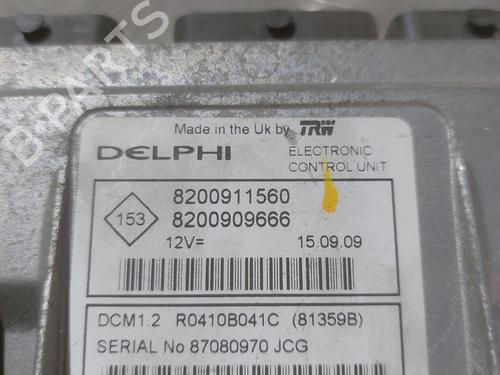 B-PARTS
Made in the Uk by TRW
DELPHI ELECTRONIC
CONTROL UNIT
8200911560
153
8200909666
12V= 15.09.09
DCM1.2 R0410B041C (81359B)
SERIAL No 87080970 JCG